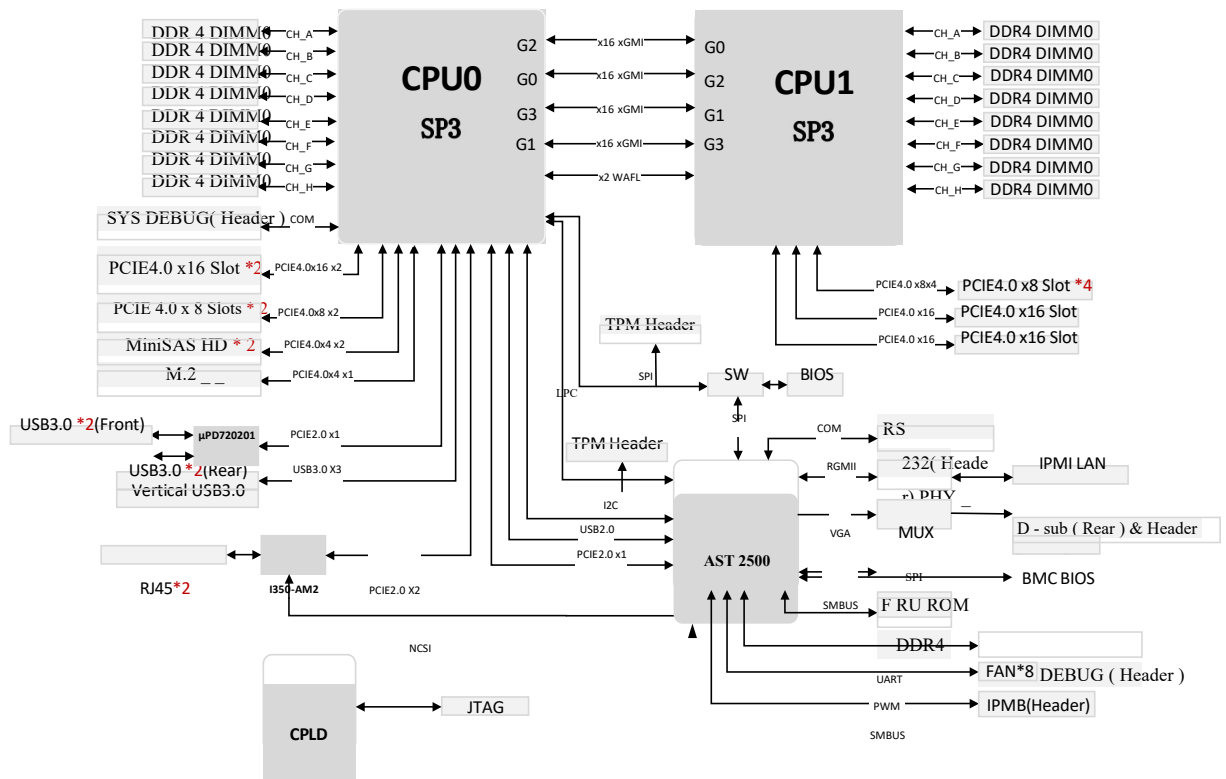 DDR 4 DIMM0
CH_A
DDR 4 DIMM0
CH_B
DDR 4 DIMM0
CH_C
DDR 4 DIMM0
CH_D
DDR 4 DIMM0
CH_E
DDR 4 DIMM0
CH_F
DDR 4 DIMM0
CH_G
DDR 4 DIMM0
CH_H
CPU0
SP3
G2
G0
G3
G1
x16 xGMI
x16 xGMI
x16 xGMI
x16 xGMI
x2 WAFL
G0
G2
G1
G3
CPU1
SP3
CH_A
DDR4 DIMM0
CH_B
DDR4 DIMM0
CH_C
DDR4 DIMM0
CH_D
DDR4 DIMM0
CH_E
DDR4 DIMM0
CH_F
DDR4 DIMM0
CH_G
DDR4 DIMM0
CH_H
DDR4 DIMM0
SYS DEBUG( Header )
COM
PCIE4.0 x16 Slot *2
PCIE4.0x16 x2
PCIE 4.0 x 8 Slots * 2
PCIE4.0x8 x2
MiniSAS HD * 2
PCIE4.0x4 x2
M.2 _ _
PCIE4.0x4 x1
PCIE4.0 x8x4
PCIE4.0 x8 Slot *4
PCIE4.0 x16
PCIE4.0 x16 Slot
PCIE4.0 x16
PCIE4.0 x16 Slot
TPM Header
SPI
LPC
SW
BIOS
SPI
USB3.0 *2(Front)
µPD720201
PCIE2.0 x1
USB3.0 *2(Rear)
Vertical USB3.0
USB3.0 X3
TPM Header
I2C
USB2.0
PCIE2.0 x1
COM
RS
RGMII
232( Heade
r) PHY _
IPMI LAN
VGA
MUX
D - sub ( Rear ) & Header
AST 2500
SPI
BMC BIOS
SMBUS
F RU ROM
DDR4
RJ45*2
I350-AM2
PCIE2.0 X2
NCSI
UART
FAN*8
DEBUG ( Header )
PWM
IPMB(Header)
SMBUS
CPLD
JTAG